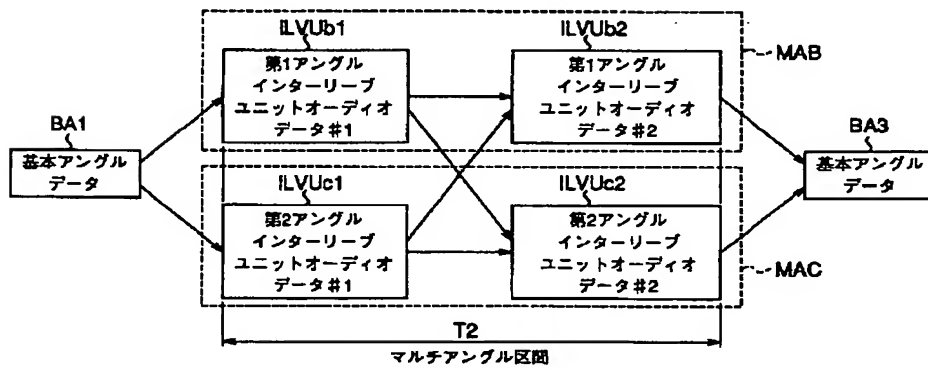 ILVUb1
ILVUb2
第1アングル
インターリーブ
ユニットオーディオ
データ#1
第1アングル
インターリーブ
ユニットオーディオ
データ#2
MAB
BA1
基本アングル
データ
BA3
基本アングル
データ
ILVUc1
ILVUc2
第2アングル
インターリーブ
ユニットオーディオ
データ#1
第2アングル
インターリーブ
ユニットオーディオ
データ#2
MAC
T2
マルチアングル区間